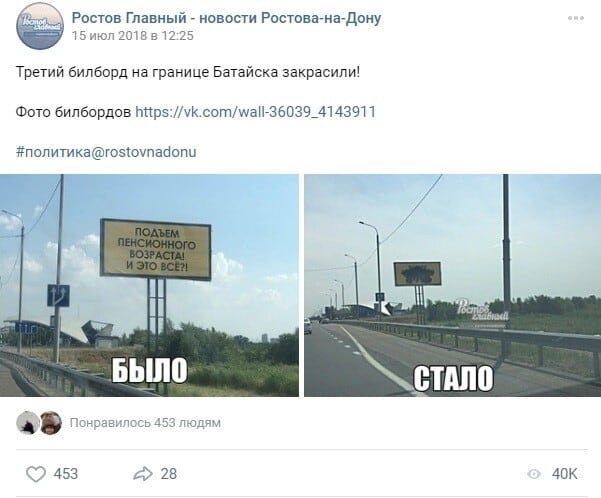 Ростов Главный - новости Ростова-на-Дону
15 июл 2018 в 12:25
Третий билборд на границе Батайска закрасили!
Фото билбордов https://vk.com/wall-36039_4143911
#политика@rostovnadonu
ПОДЪЕМ
ПЕНСИОННОГО
ВОЗРАСТА!
И ЭТО ВСЁ?!
БЫЛО
Ростов
главный
СТАЛО
Понравилось 453 людям
453
28
40K